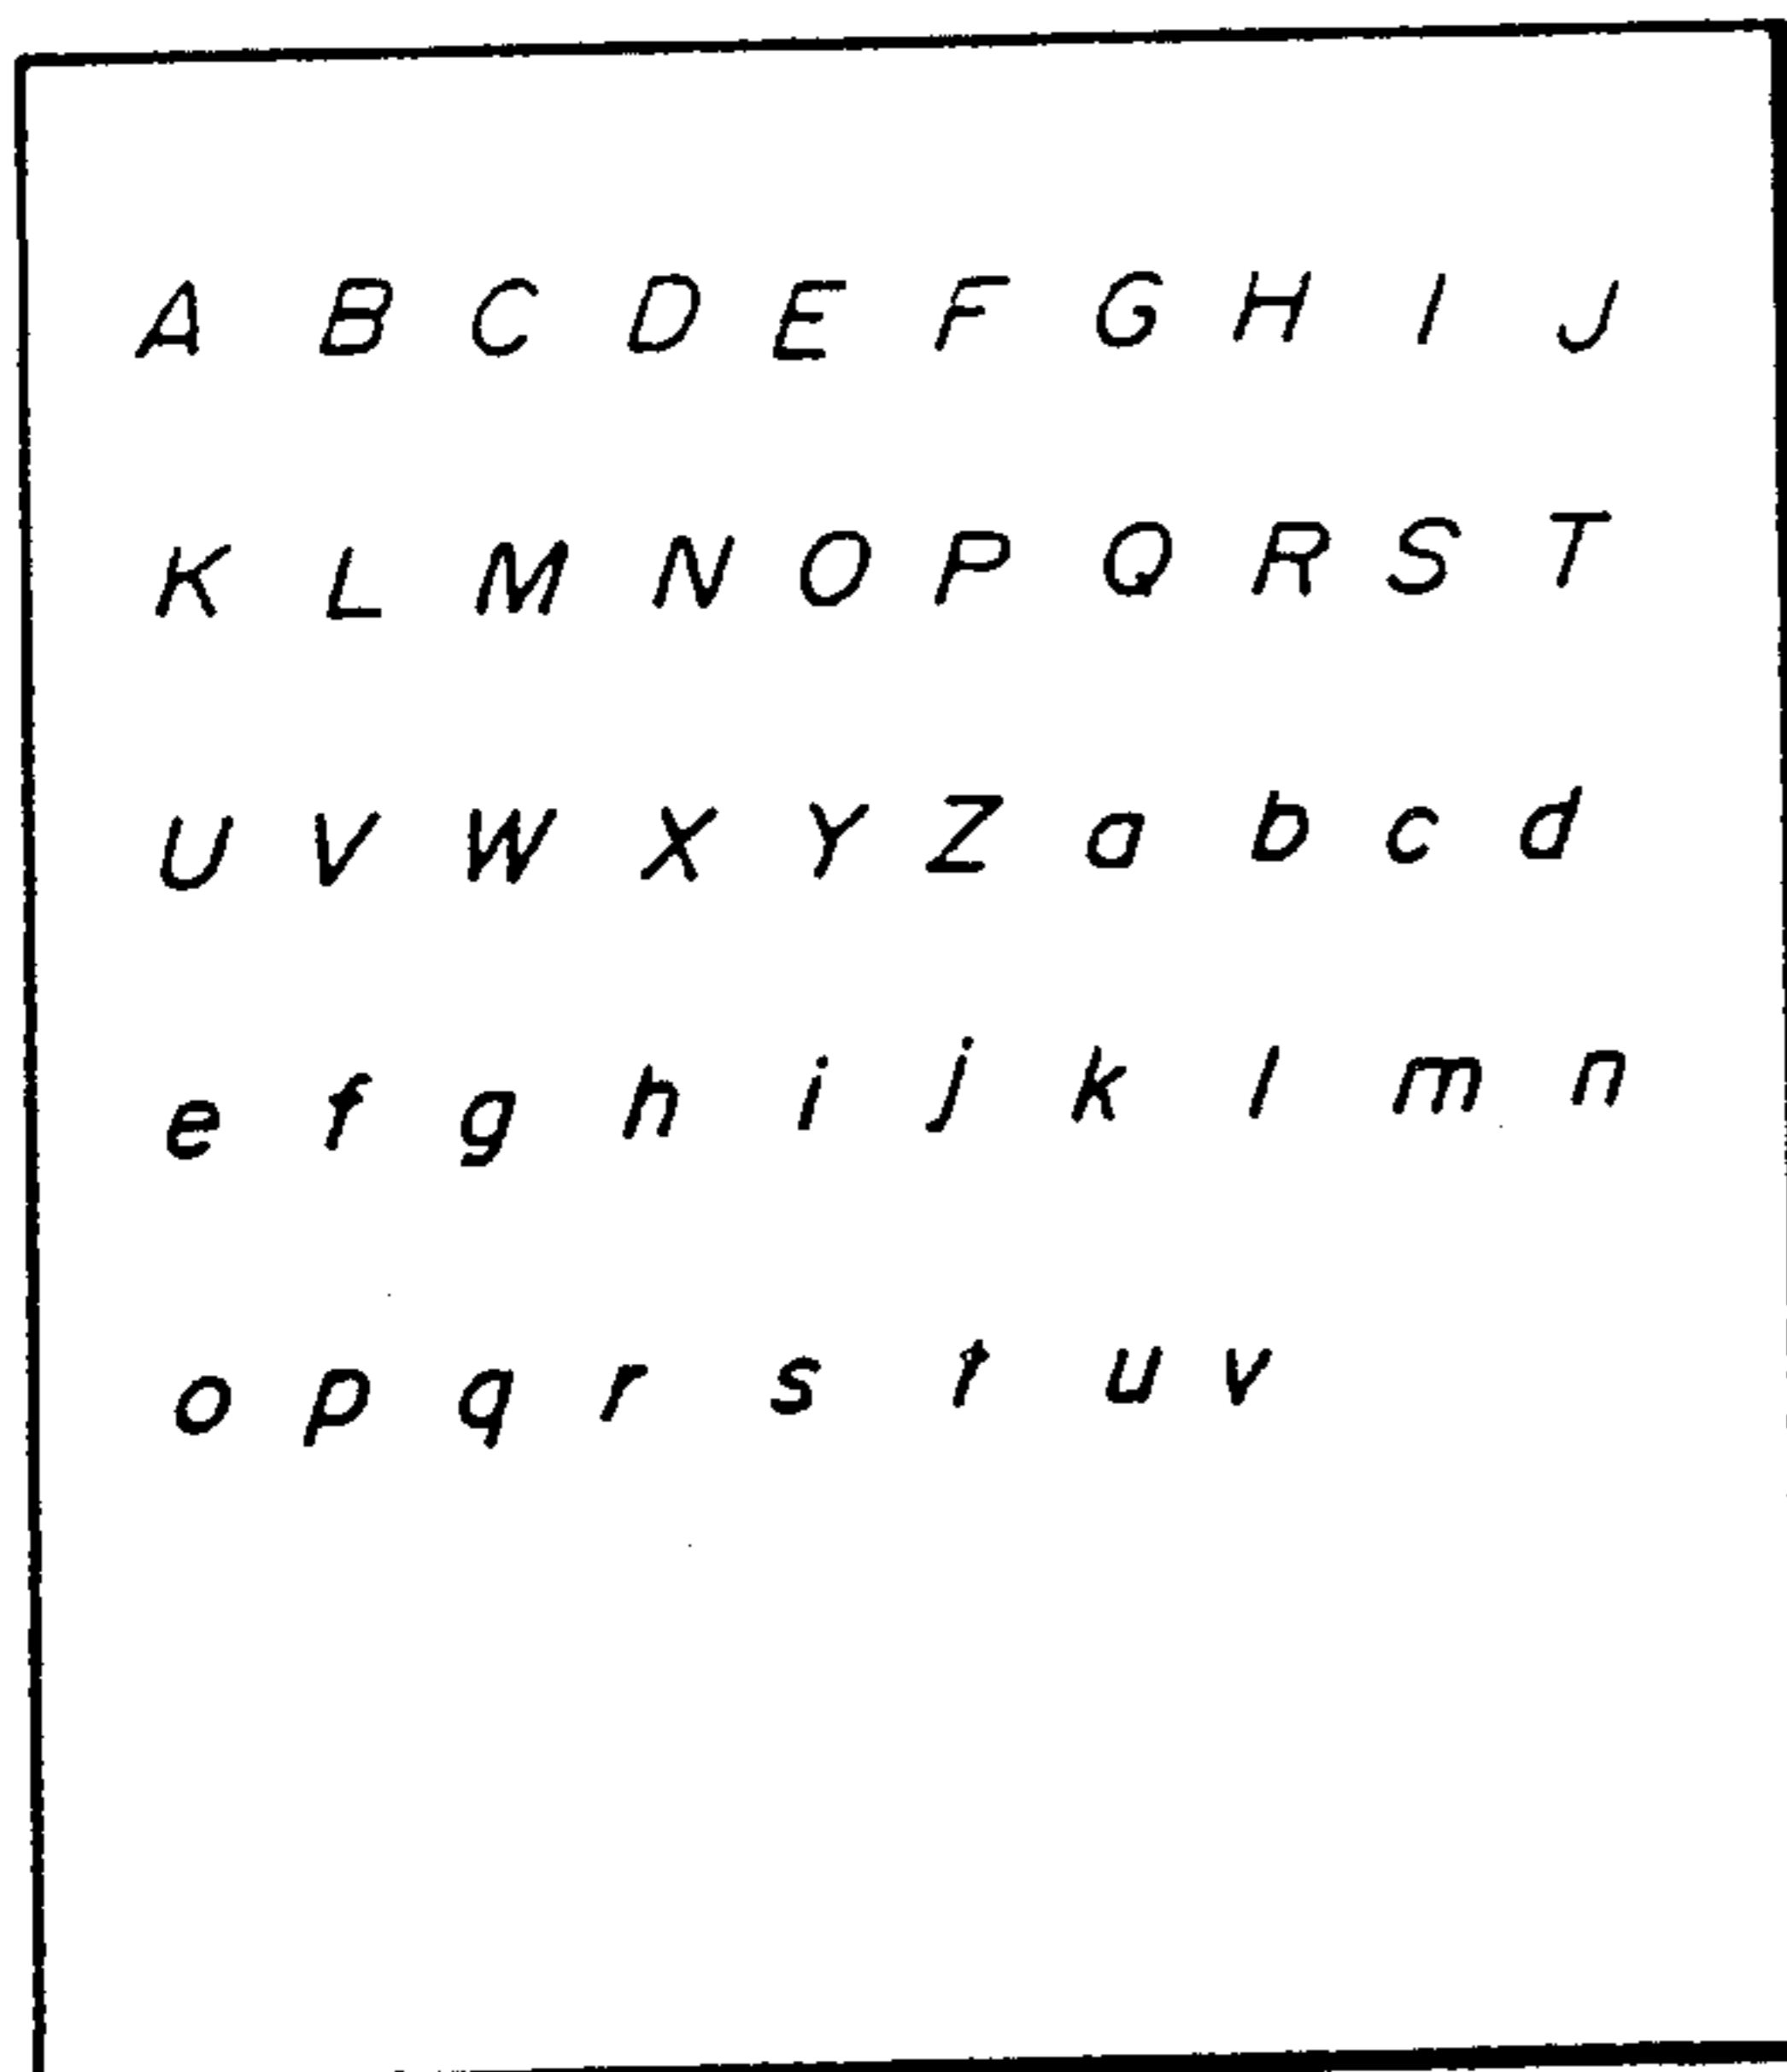 A B C D E F G H I J
K L M N O P Q R S T
U V W X Y Z a b c d
e f g h i j k l m n
o p q r s t u v